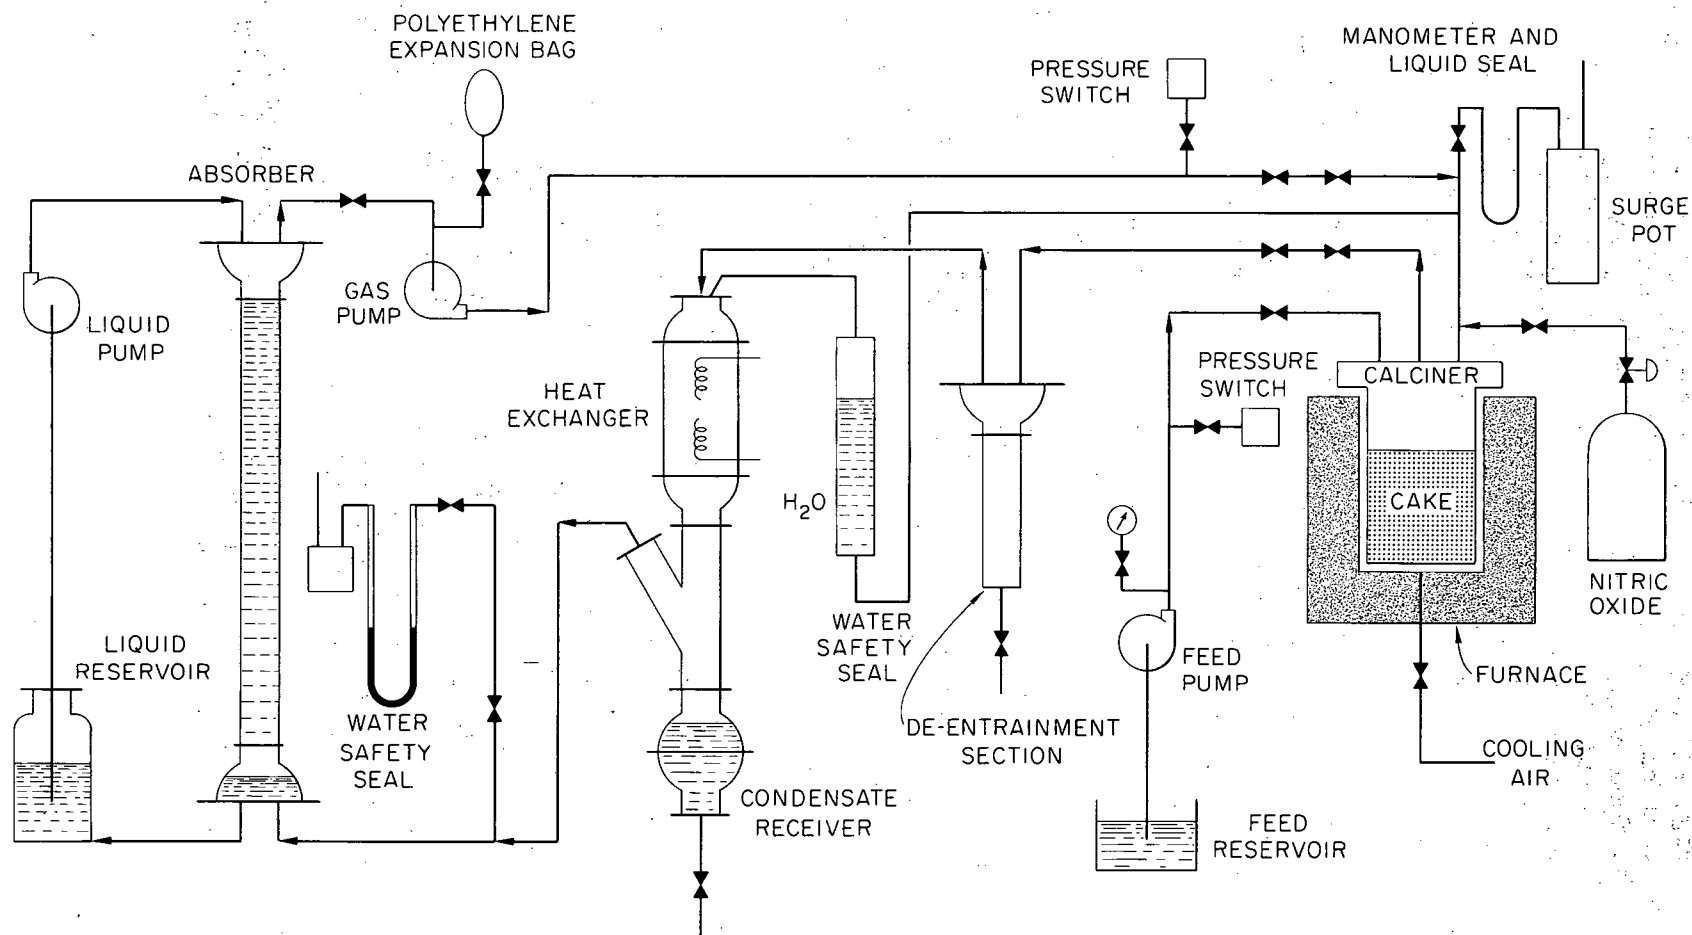 POLYETHYLENE
EXPANSION BAG
MANOMETER AND
LIQUID SEAL
PRESSURE
SWITCH
ABSORBER
SURGE
POT
GAS
PUMP
LIQUID
PUMP
HEAT
EXCHANGER
PRESSURE
SWITCH
CALCINER
H2O
CAKE
NITRIC
OXIDE
WATER
SAFETY
SEAL
LIQUID
RESERVOIR
FEED
PUMP
FURNACE
WATER
SAFETY
SEAL
DE-ENTRAINMENT
SECTION
COOLING
AIR
CONDENSATE
RECEIVER
FEED
RESERVOIR